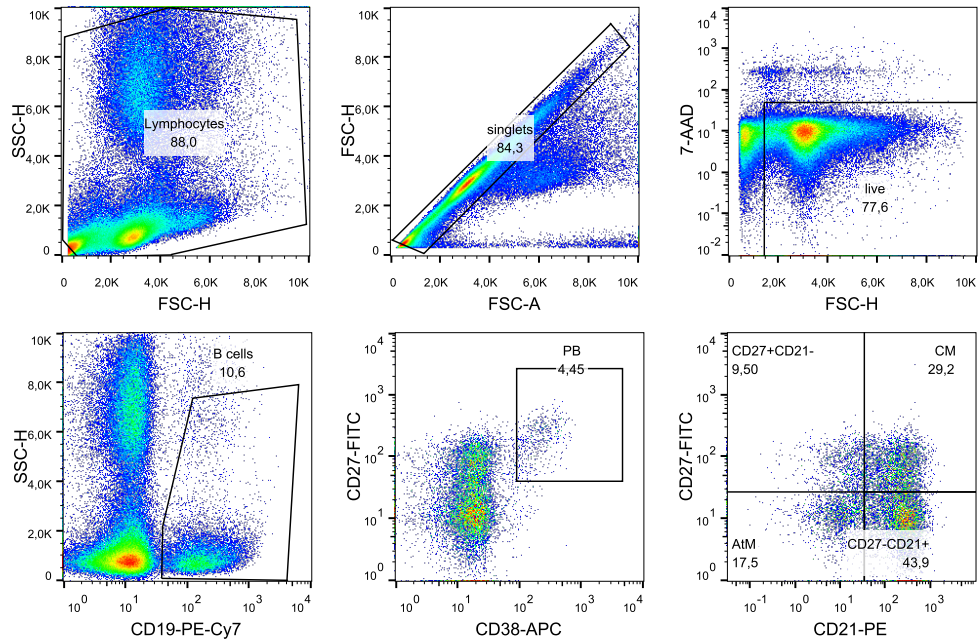 10K
8,0K
6,0K
4,0K
2,0K
0
SSC-H
Lymphocytes
88,0
0 2,0K 4,0K 6,0K 8,0K 10K
FSC-H
10K
8,0K
6,0K
4,0K
2,0K
0
FSC-H
singlets
84,3
0 2,0K 4,0K 6,0K 8,0K 10K
FSC-A
10^4
10^3
10^2
10^1
10^0
10^-1
10^-2
7-AAD
live
77,6
0 2,0K 4,0K 6,0K 8,0K 10K
FSC-H
10K
8,0K
6,0K
4,0K
2,0K
0
SSC-H
B cells
10,6
10^0 10^1 10^2 10^3 10^4
CD19-PE-Cy7
10^4
10^3
10^2
10^1
10^0
CD27-FITC
PB
4,45
10^0 10^1 10^2 10^3 10^4
CD38-APC
10^4
10^3
10^2
10^1
10^0
CD27-FITC
CD27+CD21- CM
9,50 29,2
AtM CD27-CD21+
17,5 43,9
10^-1 10^0 10^1 10^2 10^3
CD21-PE